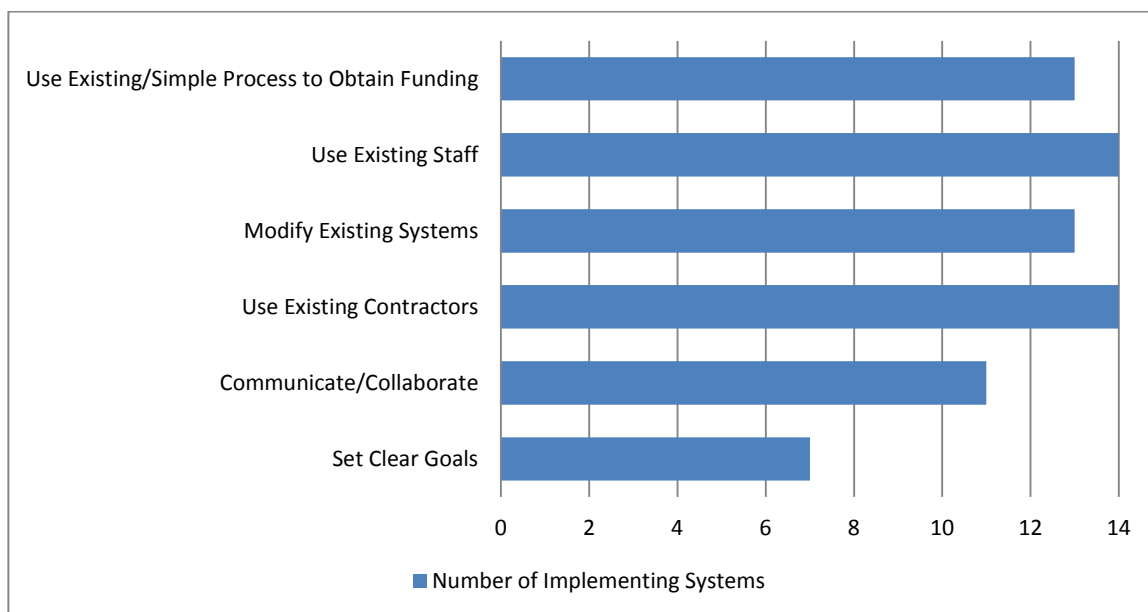 Use Existing/Simple Process to Obtain Funding
Use Existing Staff
Modify Existing Systems
Use Existing Contractors
Communicate/Collaborate
Set Clear Goals
0 2 4 6 8 10 12 14
Number of Implementing Systems